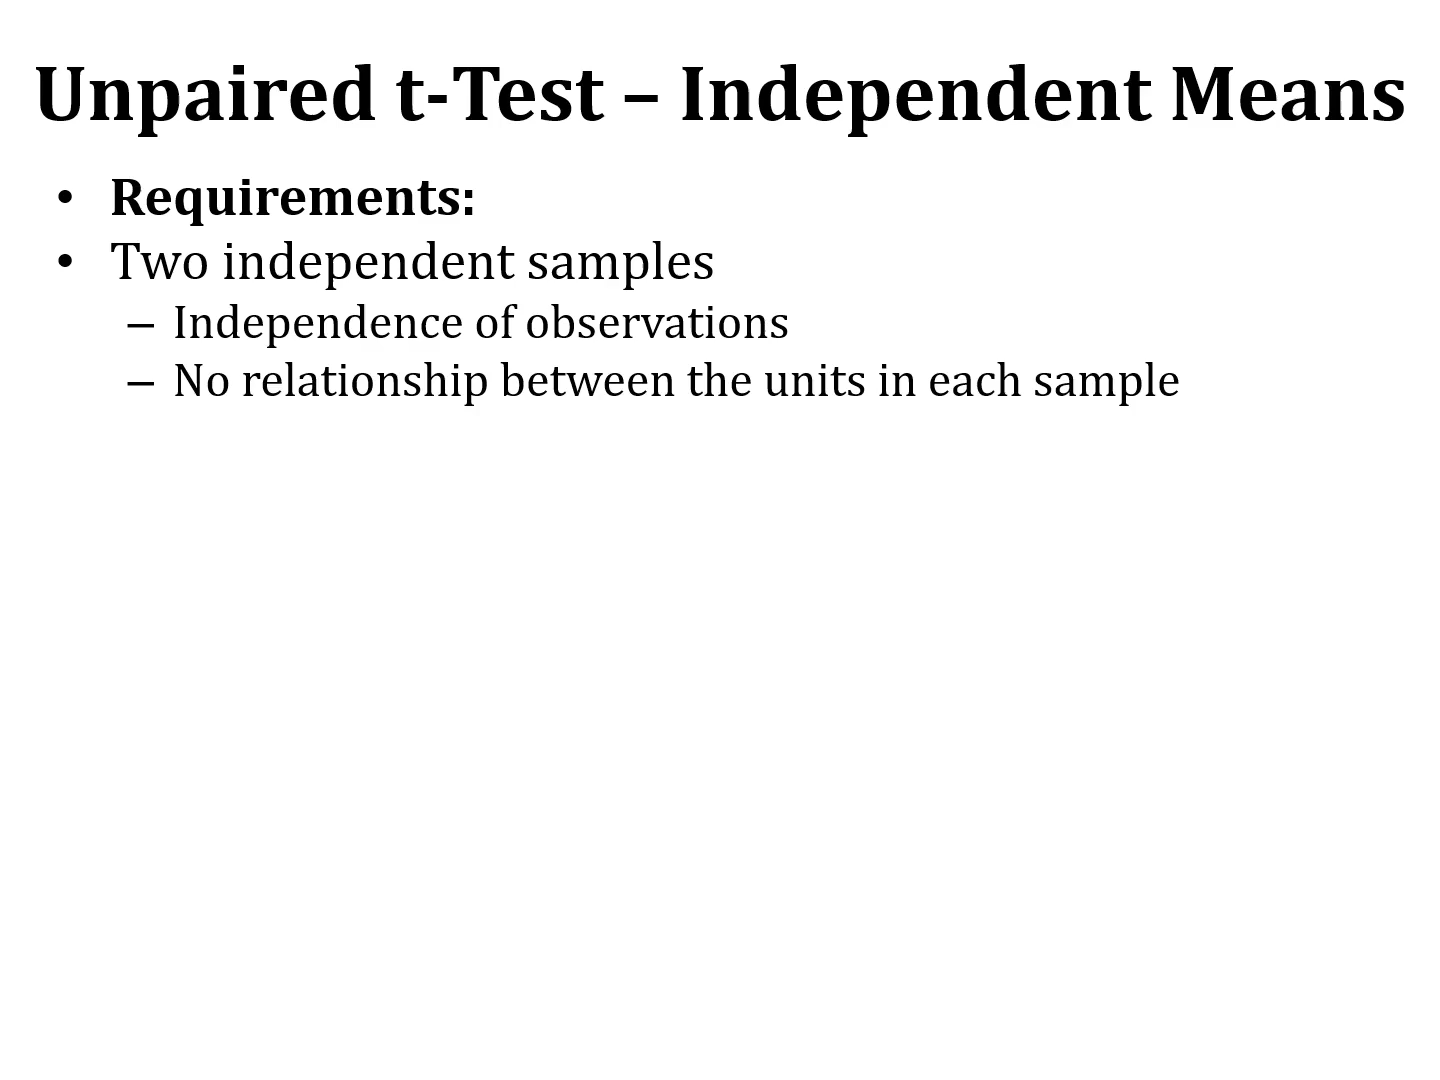 Unpaired t-Test – Independent Means
• Requirements:
• Two independent samples
– Independence of observations
– No relationship between the units in each sample